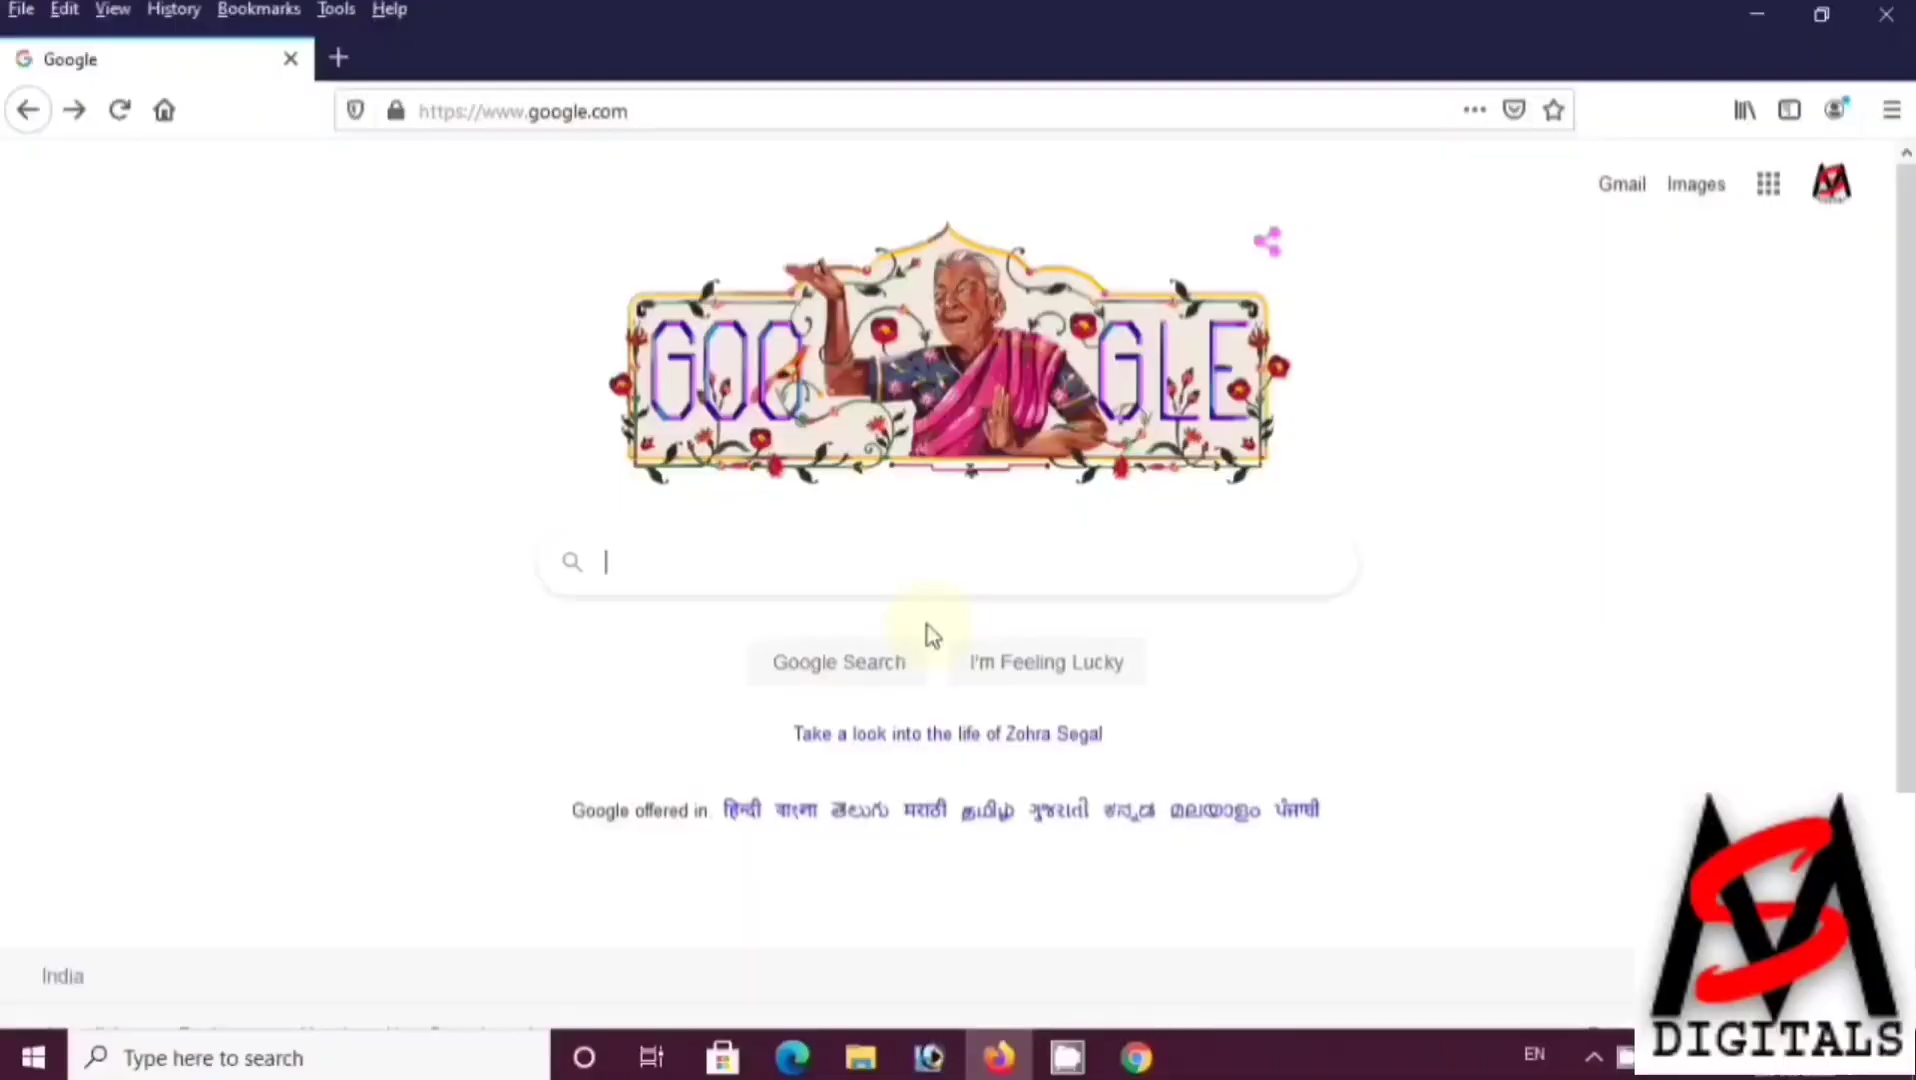 File Edit View History Bookmarks Tools Help
Google
https://www.google.com
Gmail Images
GOOGLE
Google Search I'm Feeling Lucky
Take a look into the life of Zohra Segal
Google offered in: हिन्दी বাংলা తెలుగు मराठी தமிழ் ગુજરાતી ಕನ್ನಡ മലയാളം ਪੰਜਾਬੀ
India
Type here to search
EN
MS
DIGITALS